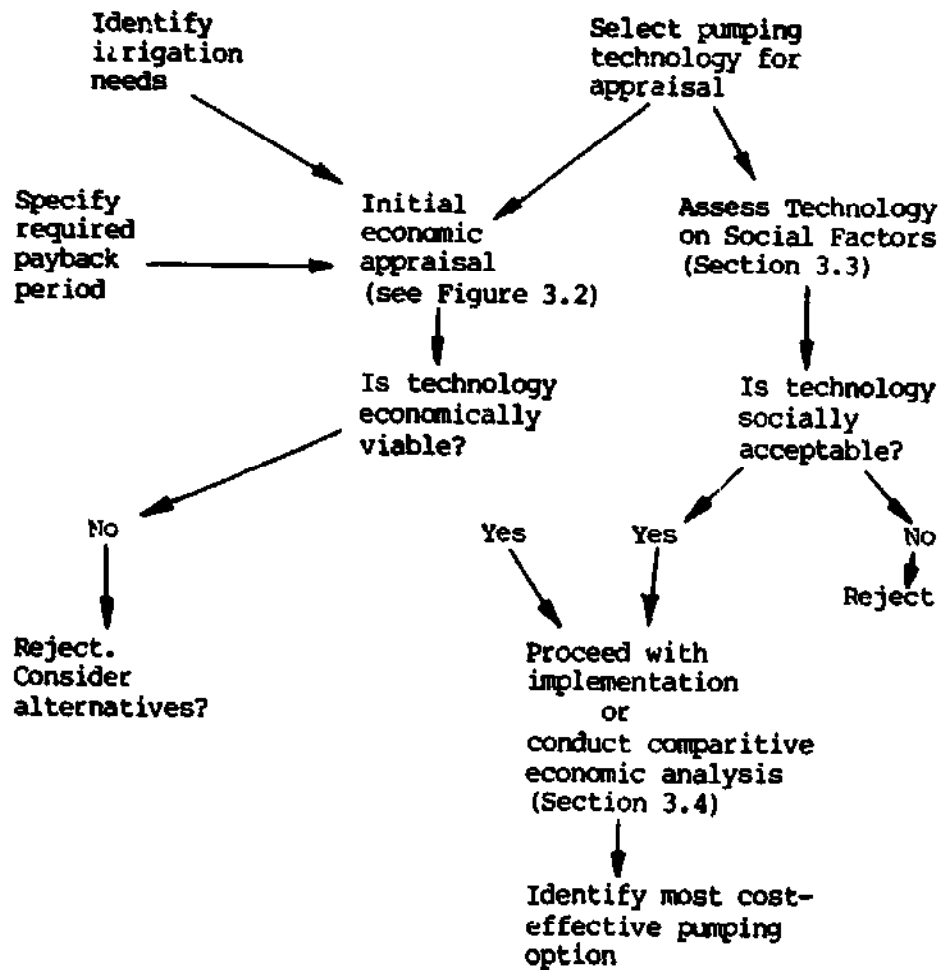 Identify
irrigation
needs
Select pumping
technology for
appraisal
Specify
required
payback
period
Initial
economic
appraisal
(see Figure 3.2)
Assess Technology
on Social Factors
(Section 3.3)
Is technology
economically
viable?
Is technology
socially
acceptable?
No
Yes
Yes
No
Reject
Reject.
Consider
alternatives?
Proceed with
implementation
or
conduct comparitive
economic analysis
(Section 3.4)
Identify most cost-
effective pumping
option